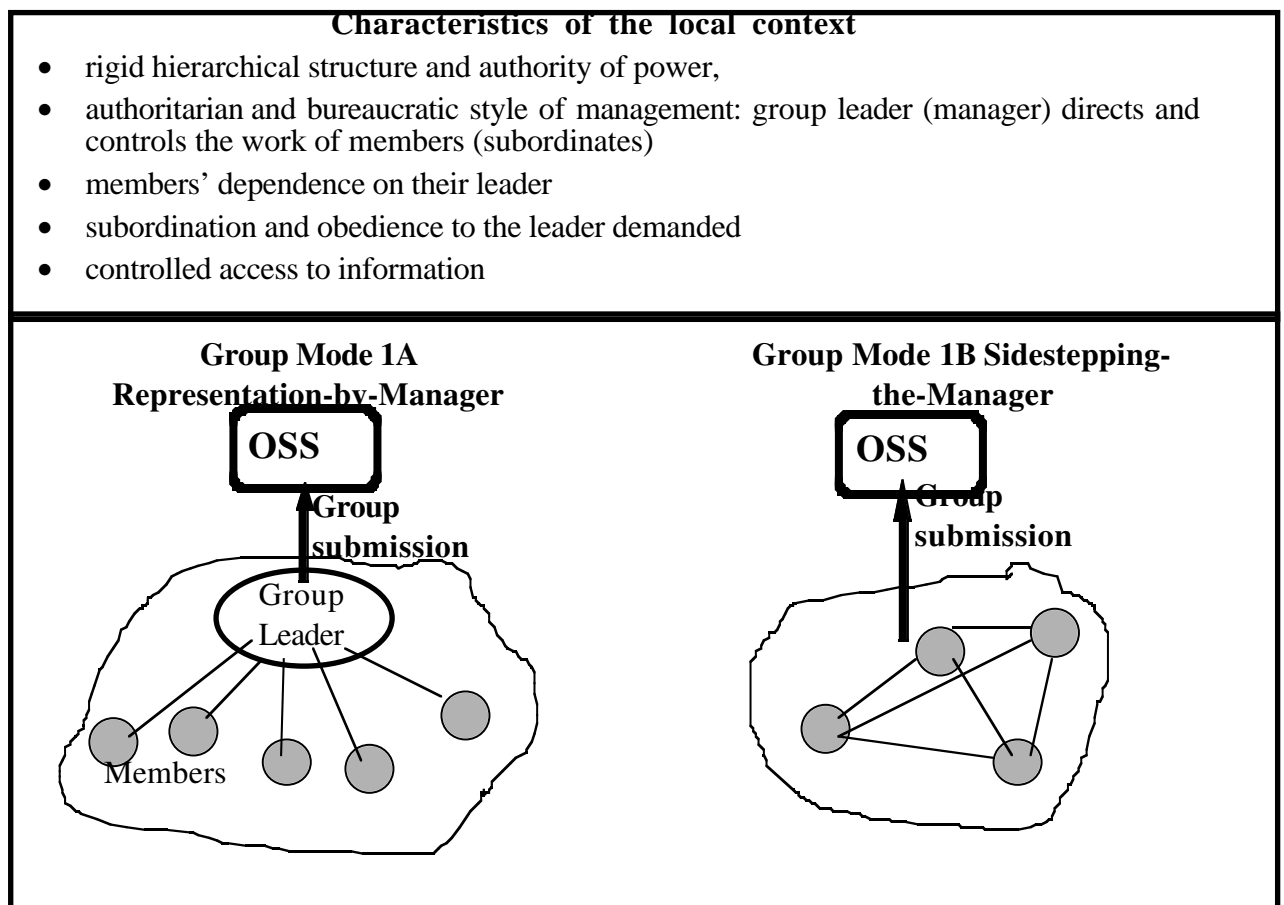 Characteristics of the local context
• rigid hierarchical structure and authority of power,
• authoritarian and bureaucratic style of management: group leader (manager) directs and
controls the work of members (subordinates)
• members’ dependence on their leader
• subordination and obedience to the leader demanded
• controlled access to information
Group Mode 1A
Representation-by-Manager
OSS
Group
submission
Group
Leader
Members
Group Mode 1B Sidestepping-
the-Manager
OSS
Group
submission